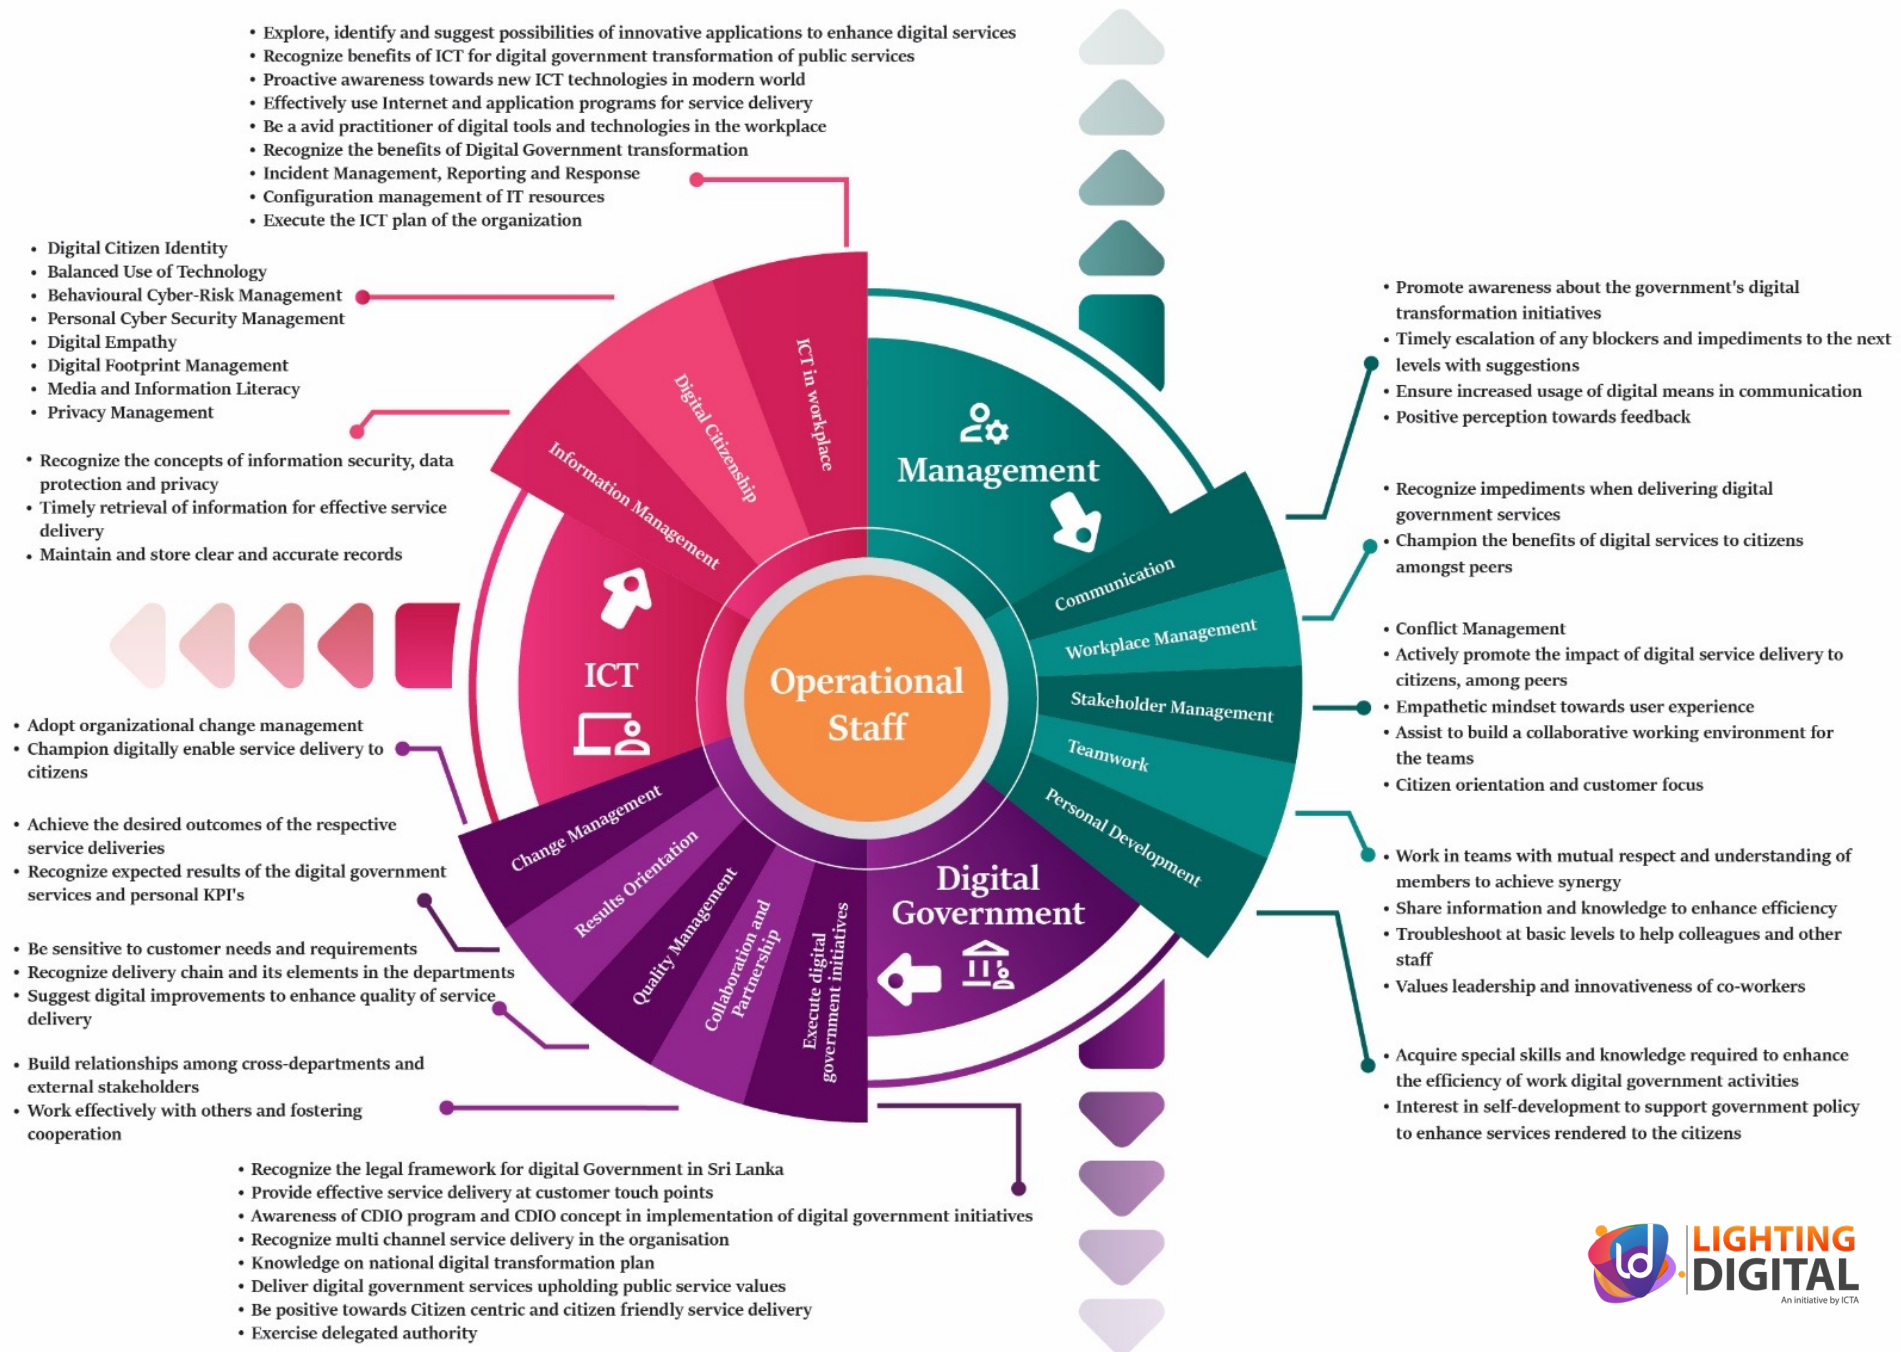 • Explore, identify and suggest possibilities of innovative applications to enhance digital services
• Recognize benefits of ICT for digital government transformation of public services
• Proactive awareness towards new ICT technologies in modern world
• Effectively use Internet and application programs for service delivery
• Be a avid practitioner of digital tools and technologies in the workplace
• Recognize the benefits of Digital Government transformation
• Incident Management, Reporting and Response
• Configuration management of IT resources
• Execute the ICT plan of the organization
• Digital Citizen Identity
• Balanced Use of Technology
• Behavioural Cyber-Risk Management
• Personal Cyber Security Management
• Digital Empathy
• Digital Footprint Management
• Media and Information Literacy
• Privacy Management
• Recognize the concepts of information security, data
protection and privacy
• Timely retrieval of information for effective service
delivery
• Maintain and store clear and accurate records
• Adopt organizational change management
• Champion digitally enable service delivery to
citizens
• Achieve the desired outcomes of the respective
service deliveries
• Recognize expected results of the digital government
services and personal KPI's
• Be sensitive to customer needs and requirements
• Recognize delivery chain and its elements in the departments
• Suggest digital improvements to enhance quality of service
delivery
• Build relationships among cross-departments and
external stakeholders
• Work effectively with others and fostering
cooperation
• Recognize the legal framework for digital Government in Sri Lanka
• Provide effective service delivery at customer touch points
• Awareness of CDIO program and CDIO concept in implementation of digital government initiatives
• Recognize multi channel service delivery in the organisation
• Knowledge on national digital transformation plan
• Deliver digital government services upholding public service values
• Be positive towards Citizen centric and citizen friendly service delivery
• Exercise delegated authority
Information Management
Digital Citizenship
ICT in workplace
Management
ICT
Operational
Staff
Communication
Workplace Management
Stakeholder Management
Teamwork
Personal Development
Digital
Government
Change Management
Results Orientation
Quality Management
Collaboration and
Partnership
Execute digital
government initiatives
• Promote awareness about the government's digital
transformation initiatives
• Timely escalation of any blockers and impediments to the next
levels with suggestions
• Ensure increased usage of digital means in communication
• Positive perception towards feedback
• Recognize impediments when delivering digital
government services
• Champion the benefits of digital services to citizens
amongst peers
• Conflict Management
• Actively promote the impact of digital service delivery to
citizens, among peers
• Empathetic mindset towards user experience
• Assist to build a collaborative working environment for
the teams
• Citizen orientation and customer focus
• Work in teams with mutual respect and understanding of
members to achieve synergy
• Share information and knowledge to enhance efficiency
• Troubleshoot at basic levels to help colleagues and other
staff
• Values leadership and innovativeness of co-workers
• Acquire special skills and knowledge required to enhance
the efficiency of work digital government activities
• Interest in self-development to support government policy
to enhance services rendered to the citizens
ld
LIGHTING
DIGITAL
An initiative by ICTA